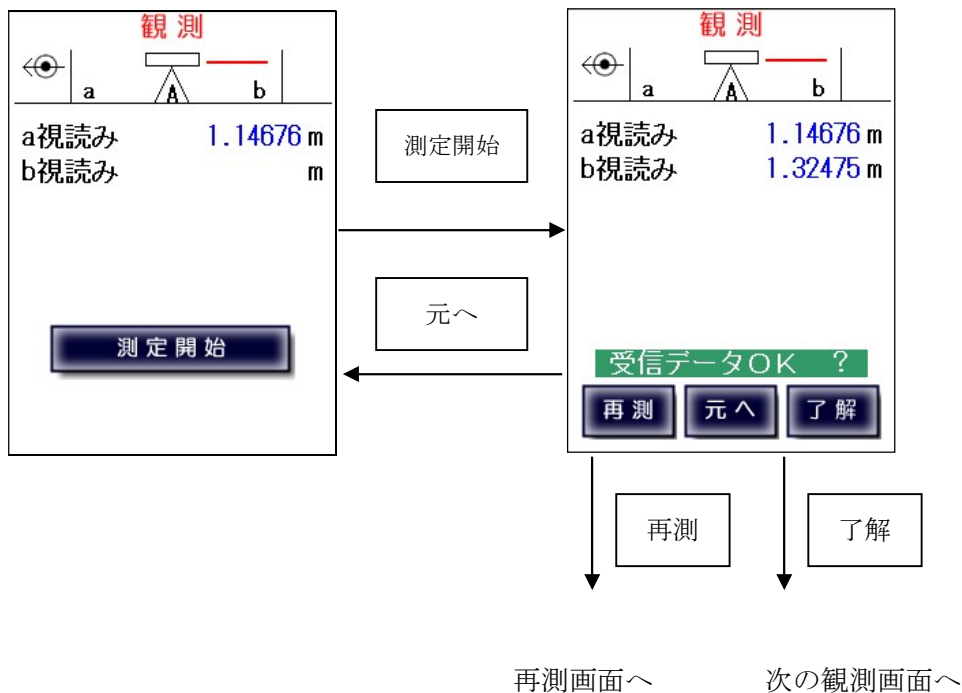 観 測
a A b
a視読み 1.14676 m
b視読み m
測 定 開 始
測定開始
元へ
観 測
a A b
a視読み 1.14676 m
b視読み 1.32475 m
受信データOK ?
再 測 元 へ 了 解
再測
了解
再測画面へ
次の観測画面へ